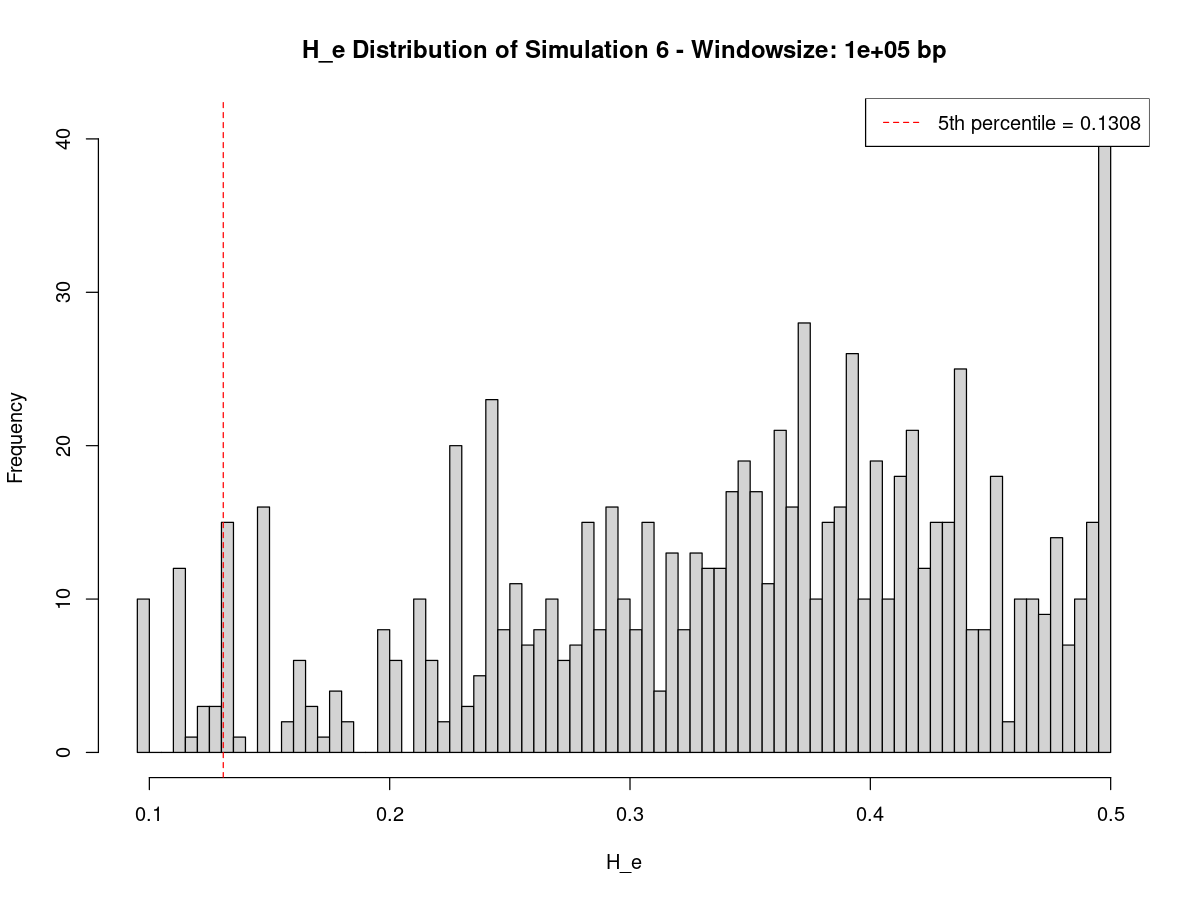 H_e Distribution of Simulation 6 - Windowsize: 1e+05 bp
5th percentile = 0.1308
40
30
20
10
0
Frequency
0.1 0.2 0.3 0.4 0.5
H_e